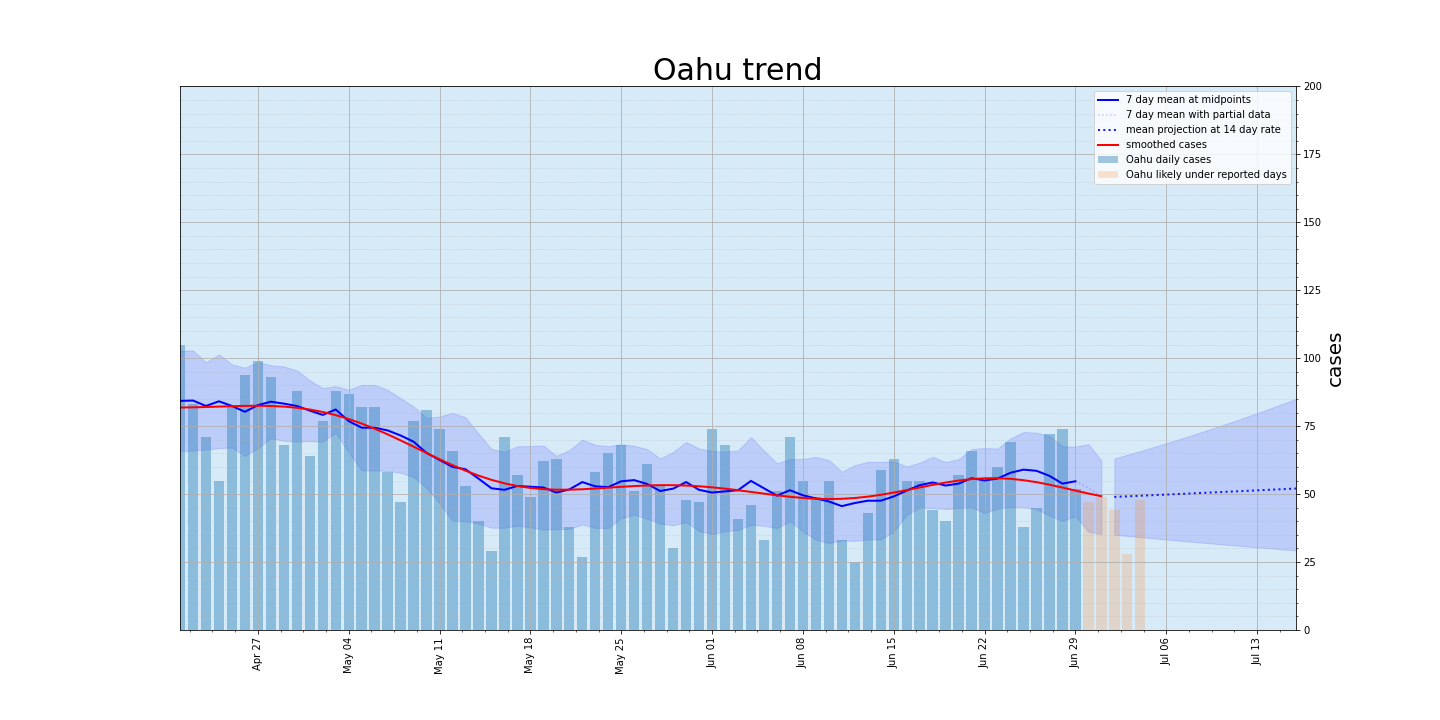 Oahu trend
7 day mean at midpoints
7 day mean with partial data
mean projection at 14 day rate
smoothed cases
Oahu daily cases
Oahu likely under reported days
200
175
150
125
100
75
50
25
0
cases
Apr 27
May 04
May 11
May 18
May 25
Jun 01
Jun 08
Jun 15
Jun 22
Jun 29
Jul 06
Jul 13